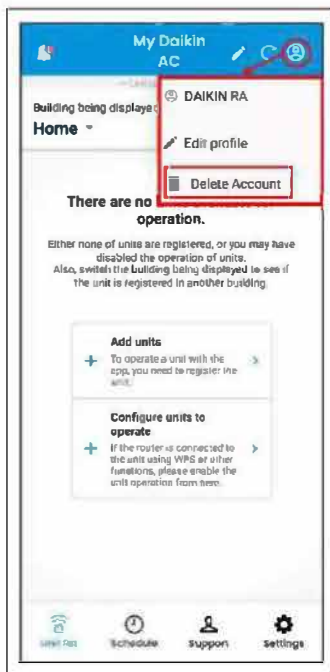 My Daikin
AC
Building being displayed
Home
DAIKIN RA
Edit profile
Delete Account
There are no
operation.
Either none of units are registered, or you may have
disabled the operation of units.
Also, switch the building being displayed to see if
the unit is registered in another building.
Add units
To operate a unit with the
app, you need to register the
unit.
Configure units to
operate
If the router is connected to
the unit using WPS or other
functions, please enable the
unit operation from here.
Schedule
Support
Settings